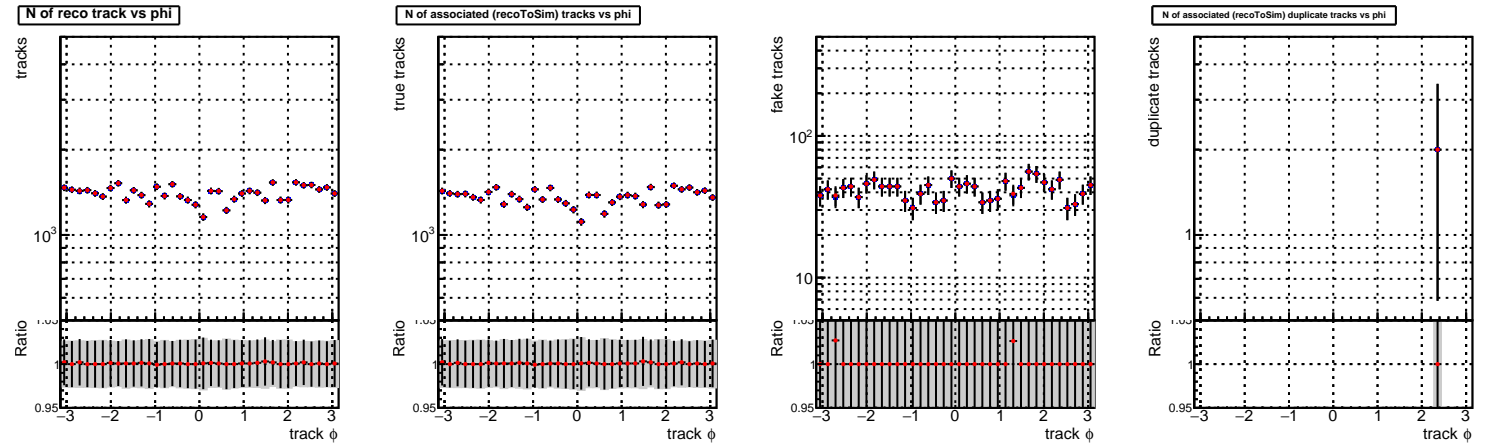 N of reco track vs phi
tracks
10³
Ratio
1
0.95
−3 −2 −1 0 1 2 3
track ϕ
N of associated (recoToSim) tracks vs phi
true tracks
10³
Ratio
1
0.95
−3 −2 −1 0 1 2 3
track ϕ
fake tracks
10²
10
Ratio
1
0.95
−3 −2 −1 0 1 2 3
track ϕ
N of associated (recoToSim) duplicate tracks vs phi
duplicate tracks
1
Ratio
1
0.95
−3 −2 −1 0 1 2 3
track ϕ